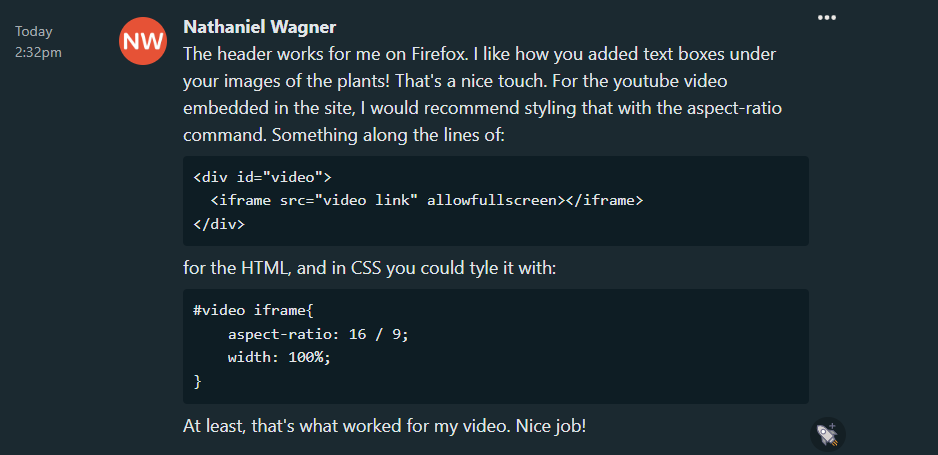 Today
2:32pm
NW
Nathaniel Wagner
The header works for me on Firefox. I like how you added text boxes under
your images of the plants! That's a nice touch. For the youtube video
embedded in the site, I would recommend styling that with the aspect-ratio
command. Something along the lines of:
<div id="video">
  <iframe src="video link" allowfullscreen></iframe>
</div>
for the HTML, and in CSS you could tyle it with:
#video iframe{
    aspect-ratio: 16 / 9;
    width: 100%;
}
At least, that's what worked for my video. Nice job!